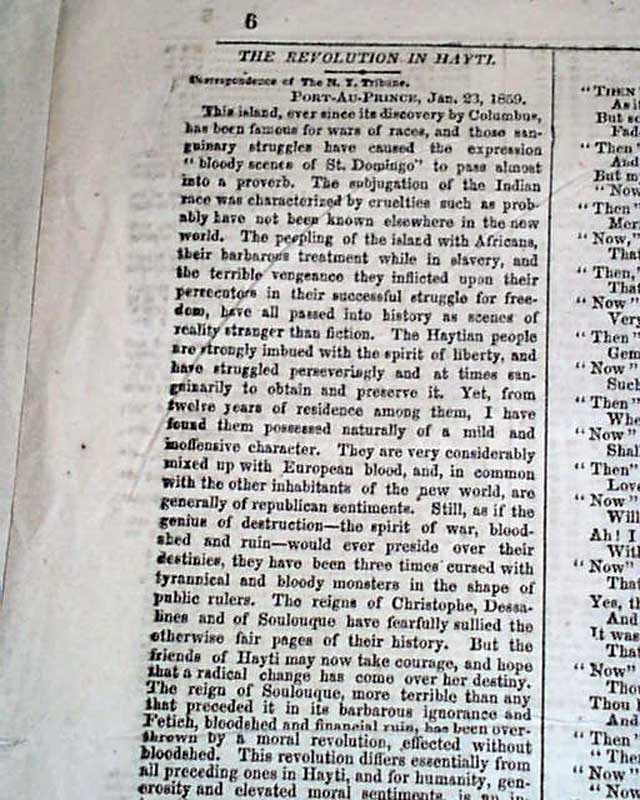 6
THE REVOLUTION IN HAYTI.
Correspondence of The N. Y. Tribune.
PORT-AU-PRINCE, Jan. 23, 1859.
This island, ever since its discovery by Columbus,
has been famous for wars of races, and those san-
guinary struggles have caused the expression
"bloody scenes of St. Domingo" to pass almost
into a proverb. The subjugation of the Indian
race was characterized by cruelties such as prob-
ably have not been known elsewhere in the new
world. The peopling of the island with Africans,
their barbarous treatment while in slavery, and
the terrible vengeance they inflicted upon their
persecutors in their successful struggle for free-
dom, have all passed into history as scenes of
reality stranger than fiction. The Haytian people
are strongly imbued with the spirit of liberty, and
have struggled perseveringly and at times san-
guinarily to obtain and preserve it. Yet, from
twelve years of residence among them, I have
found them possessed naturally of a mild and
inoffensive character. They are very considerably
mixed up with European blood, and, in common
with the other inhabitants of the new world, are
generally of republican sentiments. Still, as if the
genius of destruction—the spirit of war, blood-
shed and ruin—would ever preside over their
destinies, they have been three times cursed with
tyrannical and bloody monsters in the shape of
public rulers. The reigns of Christophe, Dessa-
lines and of Soulouque have fearfully sullied the
otherwise fair pages of their history. But the
friends of Hayti may now take courage, and hope
that a radical change has come over her destiny.
The reign of Soulouque, more terrible than any
that preceded it in its barbarous ignorance and
Fetich, bloodshed and financial ruin, has been over-
thrown by a moral revolution, effected without
bloodshed. This revolution differs essentially from
all preceding ones in Hayti, and for humanity, gen-
erosity and elevated moral sentiments, is an
"THEN
As it
But
Fad
"Then"
And
But my
"Now
"Then"
Mer
"Now,"
That
"Then,
That
"Now"
Very
"Then"
Gem
"Now"
Such
"Then"
Whe
"Now"
Shall
"Then"
Love
"Now"
Will
Ah! I
With
"Now"
That
Yes, th
And
It was
That
"Now"
Thou
Thou h
And
"Then"
"Then
"Now"
"Now